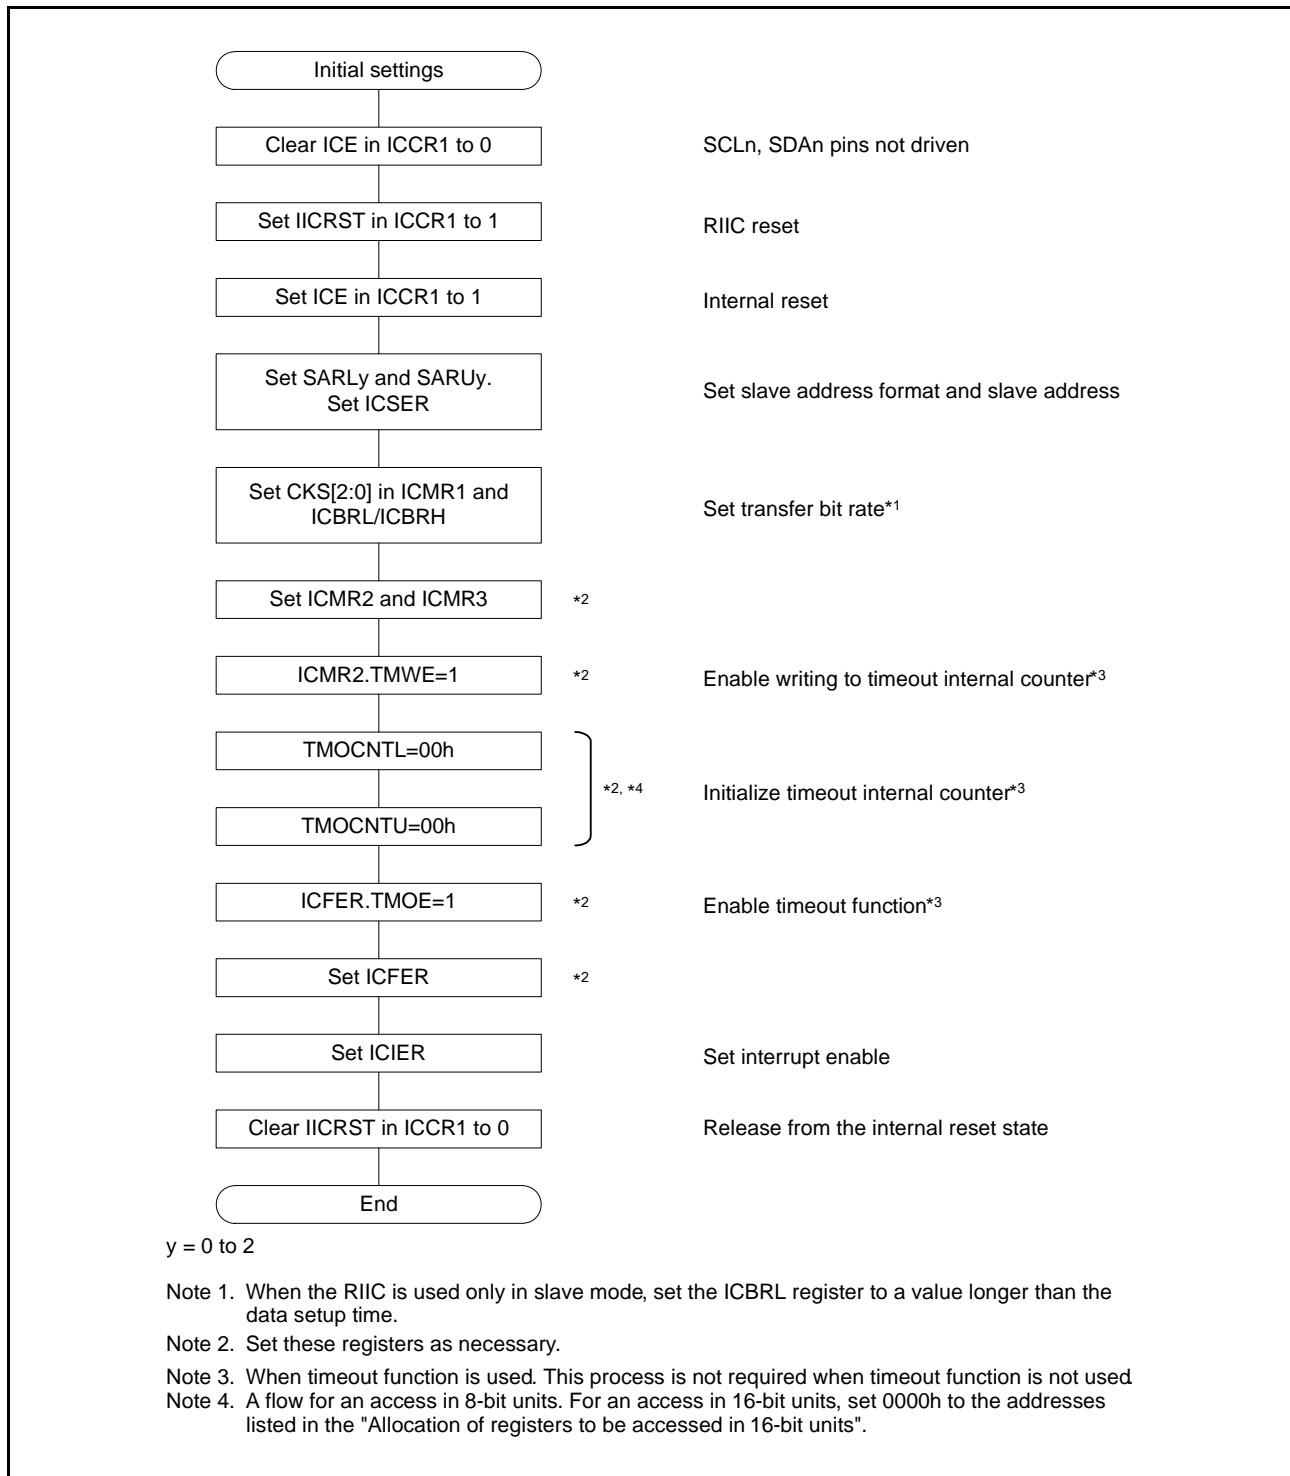 Initial settings
Clear ICE in ICCR1 to 0
SCLn, SDAn pins not driven
Set IICRST in ICCR1 to 1
RIIC reset
Set ICE in ICCR1 to 1
Internal reset
Set SARLy and SARUy.
Set ICSER
Set slave address format and slave address
Set CKS[2:0] in ICMR1 and
ICBRL/ICBRH
Set transfer bit rate*1
Set ICMR2 and ICMR3
*2
ICMR2.TMWE=1
*2
Enable writing to timeout internal counter*3
TMOCNTL=00h
*2, *4
Initialize timeout internal counter*3
TMOCNTU=00h
ICFER.TMOE=1
*2
Enable timeout function*3
Set ICFER
*2
Set ICIER
Set interrupt enable
Clear IICRST in ICCR1 to 0
Release from the internal reset state
End
y = 0 to 2
Note 1. When the RIIC is used only in slave mode, set the ICBRL register to a value longer than the
data setup time.
Note 2. Set these registers as necessary.
Note 3. When timeout function is used. This process is not required when timeout function is not used.
Note 4. A flow for an access in 8-bit units. For an access in 16-bit units, set 0000h to the addresses
listed in the "Allocation of registers to be accessed in 16-bit units".